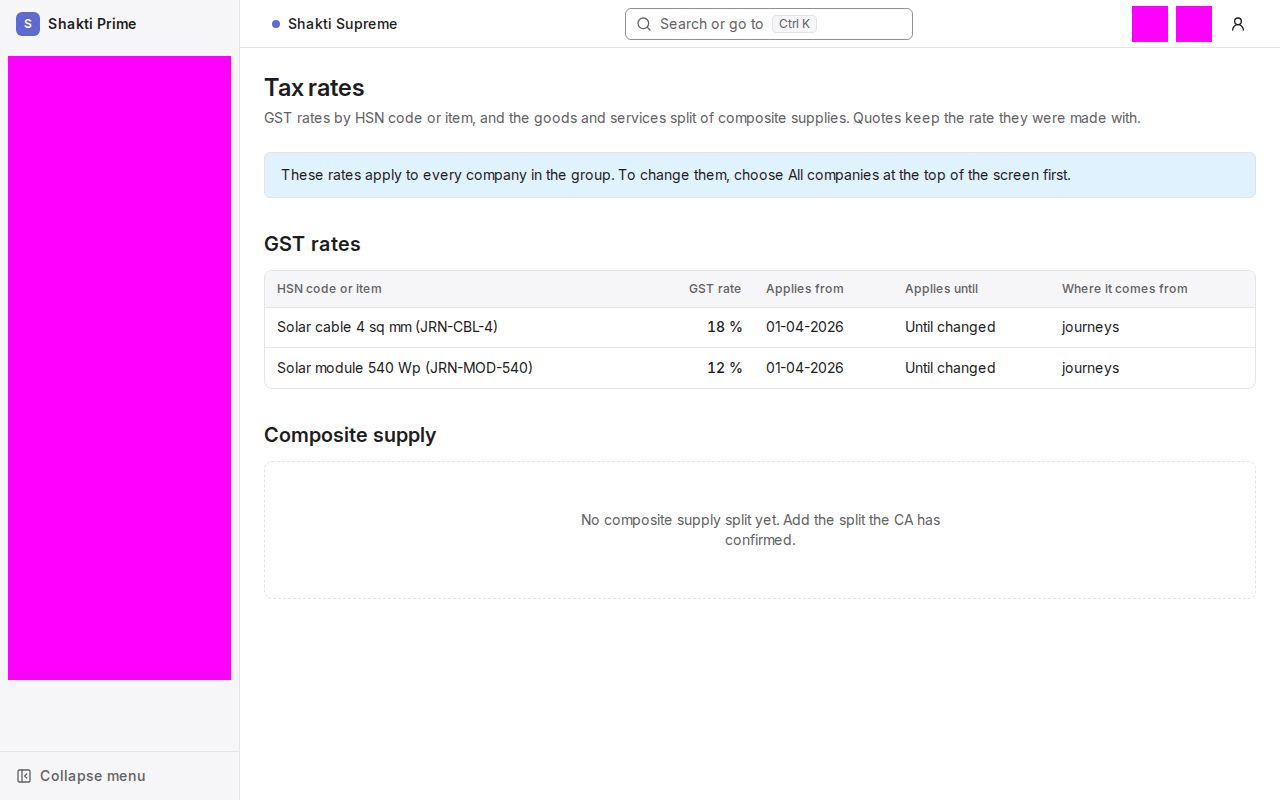 S Shakti Prime
Shakti Supreme
Search or go to Ctrl K
Tax rates
GST rates by HSN code or item, and the goods and services split of composite supplies. Quotes keep the rate they were made with.
These rates apply to every company in the group. To change them, choose All companies at the top of the screen first.
GST rates
HSN code or item GST rate Applies from Applies until Where it comes from
Solar cable 4 sq mm (JRN-CBL-4) 18 % 01-04-2026 Until changed journeys
Solar module 540 Wp (JRN-MOD-540) 12 % 01-04-2026 Until changed journeys
Composite supply
No composite supply split yet. Add the split the CA has
confirmed.
Collapse menu